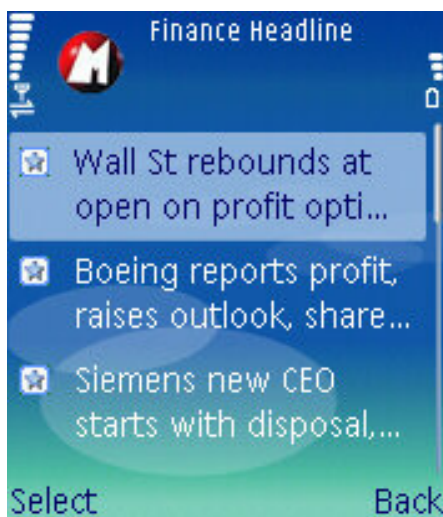 Finance Headline
M
Wall St rebounds at
open on profit opti...
Boeing reports profit,
raises outlook, share...
Siemens new CEO
starts with disposal,...
Select Back